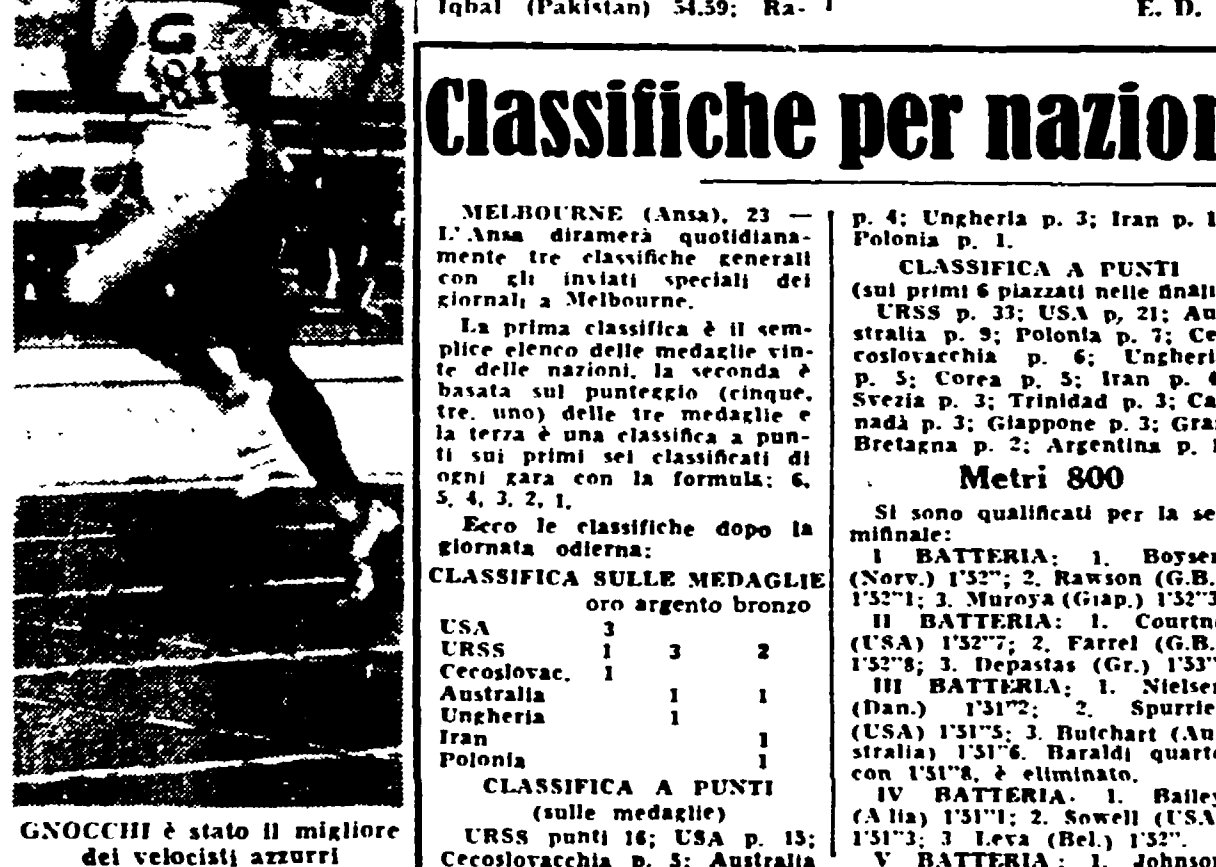 Iqbal (Pakistan) 54.59; Ra-
E. D.
Classifiche per nazion
MELBOURNE (Ansa), 23 —
L'Ansa diramerà quotidiana-
mente tre classifiche generali
con gli inviati speciali dei
giornali a Melbourne.
La prima classifica è il sem-
plice elenco delle medaglie vin-
te delle nazioni, la seconda è
basata sul punteggio (cinque,
tre, uno) delle tre medaglie e
la terza è una classifica a pun-
ti sui primi sei classificati di
ogni gara con la formula: 6,
5, 4, 3, 2, 1.
Ecco le classifiche dopo la
giornata odierna:
CLASSIFICA SULLE MEDAGLIE
oro argento bronzo
USA 3
URSS 1 3 2
Cecoslovac. 1
Australia 1 1
Ungheria 1
Iran 1
Polonia 1
CLASSIFICA A PUNTI
(sulle medaglie)
URSS punti 16; USA p. 15;
Cecoslovacchia p. 5; Australia
p. 4; Ungheria p. 3; Iran p. 1
Polonia p. 1.
CLASSIFICA A PUNTI
(sui primi 6 piazzati nelle finali
URSS p. 33; USA p, 21; Au
stralia p. 9; Polonia p. 7; Ce
coslovacchia p. 6; Ungheri
p. 5; Corea p. 5; Iran p. 4
Svezia p. 3; Trinidad p. 3; Ca
nadà p. 3; Giappone p. 3; Gra
Bretagna p. 2; Argentina p. 1
Metri 800
Si sono qualificati per la se
mifinale:
I BATTERIA: 1. Boysen
(Norv.) 1'52"; 2. Rawson (G.B.
1'52"1; 3. Muroya (Giap.) 1'52"3
II BATTERIA: 1. Courtne
(USA) 1'52"7; 2. Farrel (G.B.
1'52"8; 3. Depastas (Gr.) 1'53"
III BATTERIA: 1. Nielsen
(Dan.) 1'51"2; 2. Spurrie
(USA) 1'51"5; 3. Butchart (Au
stralia) 1'51"6. Baraldi quarto
con 1'51"8, è eliminato.
IV BATTERIA. 1. Bailey
(A lia) 1'51"1; 2. Sowell (USA
1'51"3; 3 Leva (Bel.) 1'52".
V BATTERIA: 1. Johnso
GNOCCHI è stato il migliore
dei velocisti azzurri